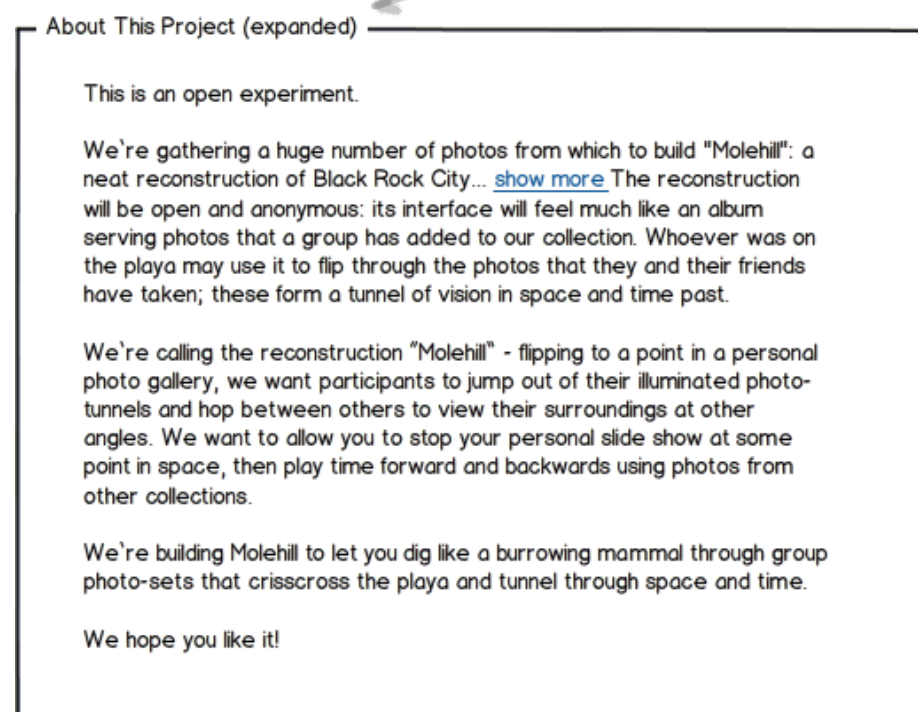 About This Project (expanded)
This is an open experiment.
We`re gathering a huge number of photos from which to build "Molehill": a
neat reconstruction of Black Rock City... show more The reconstruction
will be open and anonymous: its interface will feel much like an album
serving photos that a group has added to our collection. Whoever was on
the playa may use it to flip through the photos that they and their friends
have taken; these form a tunnel of vision in space and time past.
We`re calling the reconstruction “Molehill” - flipping to a point in a personal
photo gallery, we want participants to jump out of their illuminated photo-
tunnels and hop between others to view their surroundings at other
angles. We want to allow you to stop your personal slide show at some
point in space, then play time forward and backwards using photos from
other collections.
We`re building Molehill to let you dig like a burrowing mammal through group
photo-sets that crisscross the playa and tunnel through space and time.
We hope you like it!